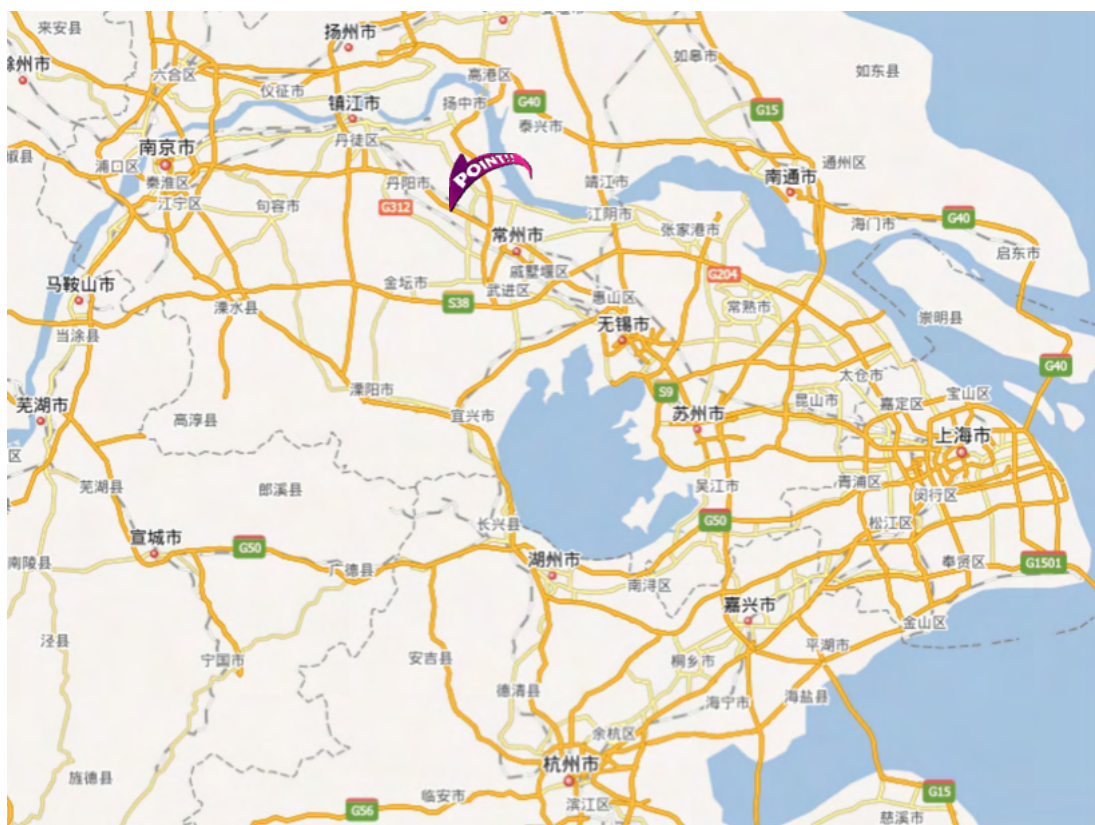 扬州市
来安县
滁州市
六合区
仪征市
高港区
如皋市
如东县
镇江市
扬中市
G40
G15
泰兴市
丹徒区
南京市
浦口区
秦淮区
江宁区
句容市
丹阳市
POINT!!
G312
靖江市
江阴市
通州区
南通市
海门市
G40
启东市
常州市
张家港市
戚墅堰区
G204
马鞍山市
金坛市
武进区
惠山区
常熟市
S38
溧水县
当涂县
无锡市
崇明县
G40
太仓市
溧阳市
S9
昆山市
宝山区
嘉定区
芜湖市
宜兴市
苏州市
高淳县
上海市
区
芜湖县
郎溪县
吴江市
青浦区
闵行区
长兴县
G50
松江区
宣城市
G50
南陵县
广德县
湖州市
南浔区
奉贤区
G1501
嘉兴市
金山区
泾县
宁国市
安吉县
平湖市
桐乡市
德清县
海宁市
海盐县
余杭区
旌德县
杭州市
临安市
滨江区
G56
G15
慈溪市